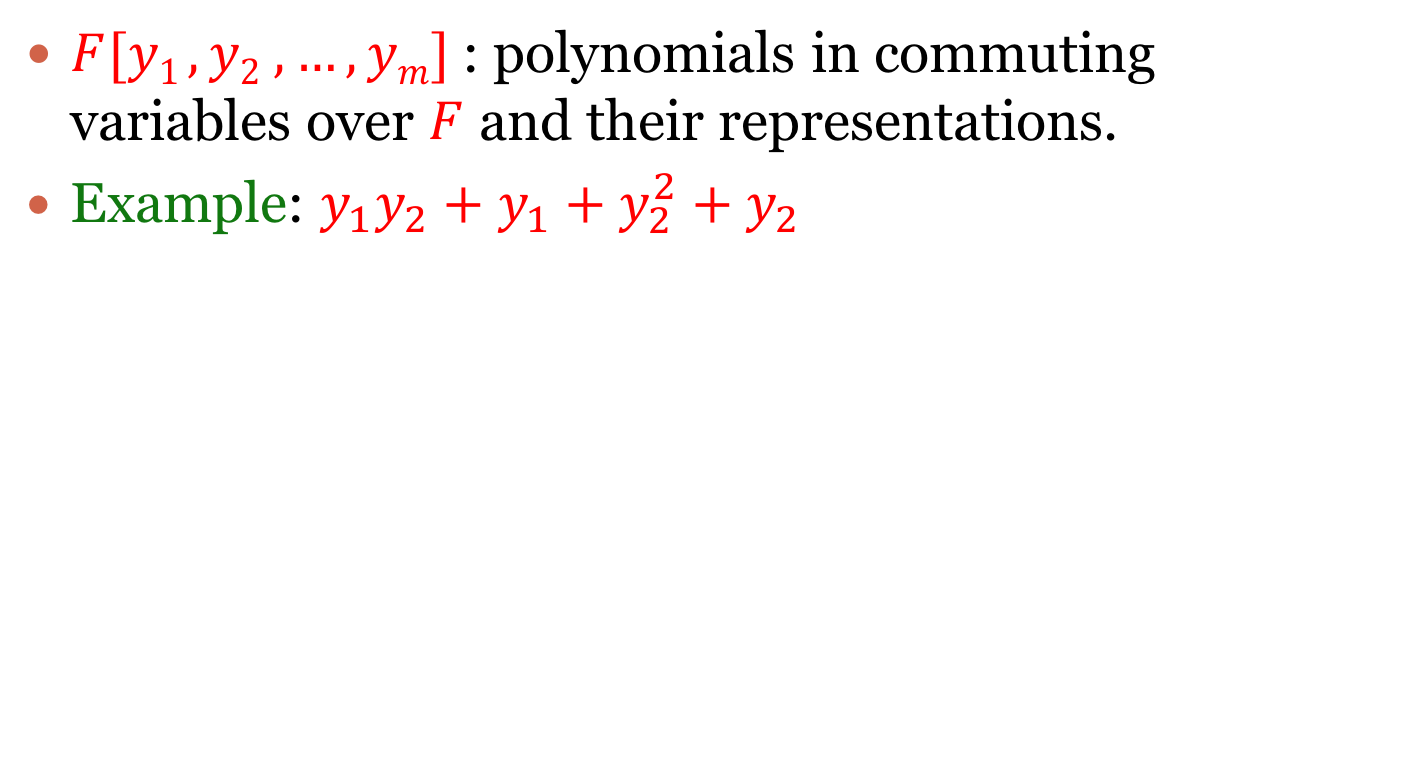 • F[y₁, y₂, …, yₘ] : polynomials in commuting
variables over F and their representations.
• Example: y₁y₂ + y₁ + y₂² + y₂